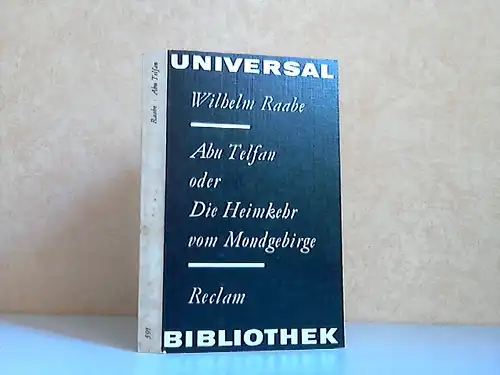 UNIVERSAL
Wilhelm Raabe
Abu Telfan
oder
Die Heimkehr
vom Mondgebirge
Reclam
BIBLIOTHEK
Raabe · Abu Telfan